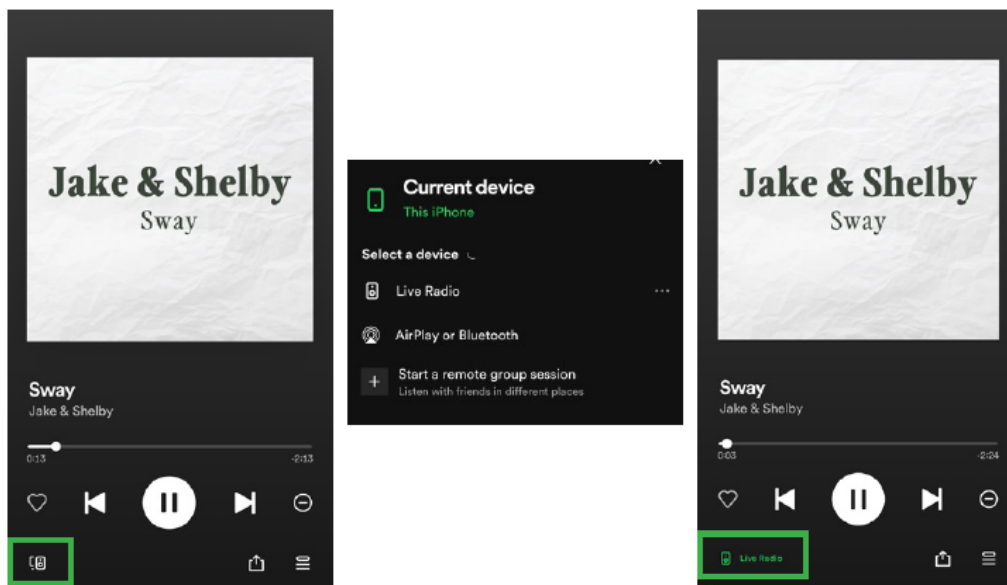 Jake & Shelby
Sway
Sway
Jake & Shelby
0:13
-2:13
Current device
This iPhone
Select a device
Live Radio
AirPlay or Bluetooth
Start a remote group session
Listen with friends in different places
Jake & Shelby
Sway
Sway
Jake & Shelby
0:03
-2:24
Live Radio